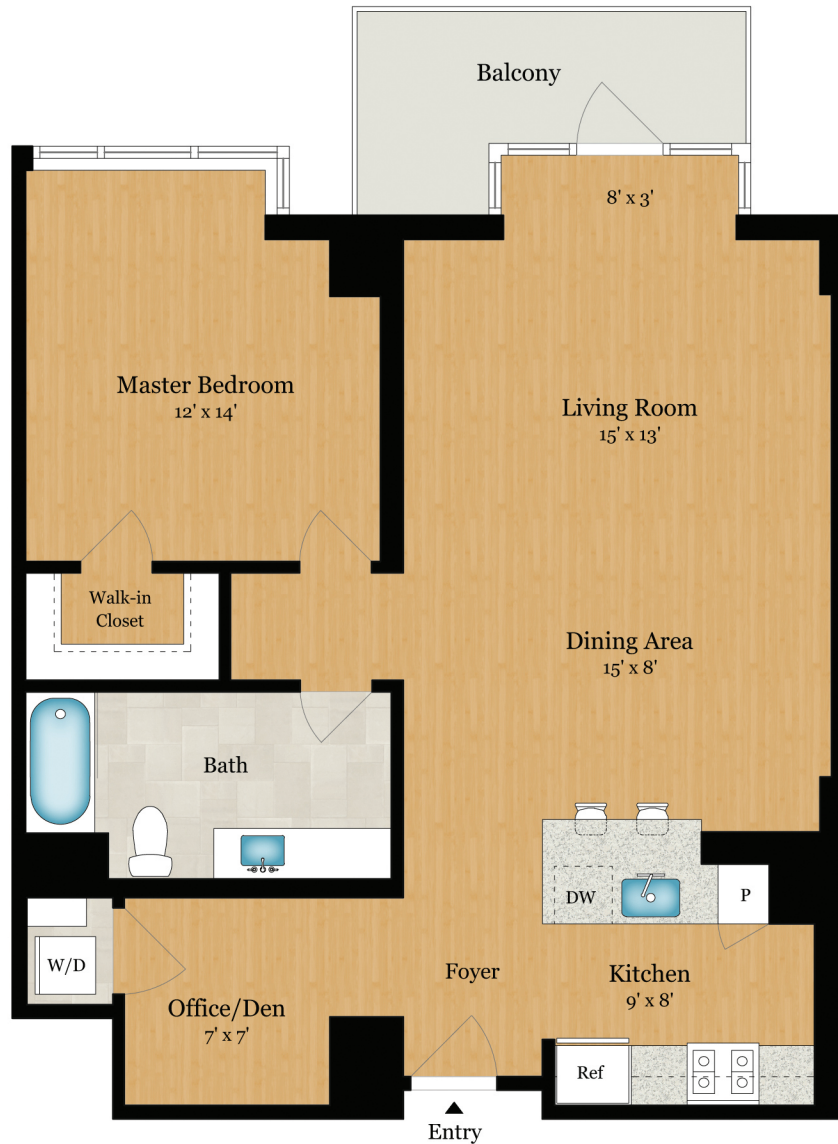 Balcony
8' x 3'
Master Bedroom
12' x 14'
Living Room
15' x 13'
Walk-in
Closet
Dining Area
15' x 8'
Bath
DW
P
W/D
Foyer
Kitchen
9' x 8'
Office/Den
7' x 7'
Ref
Entry